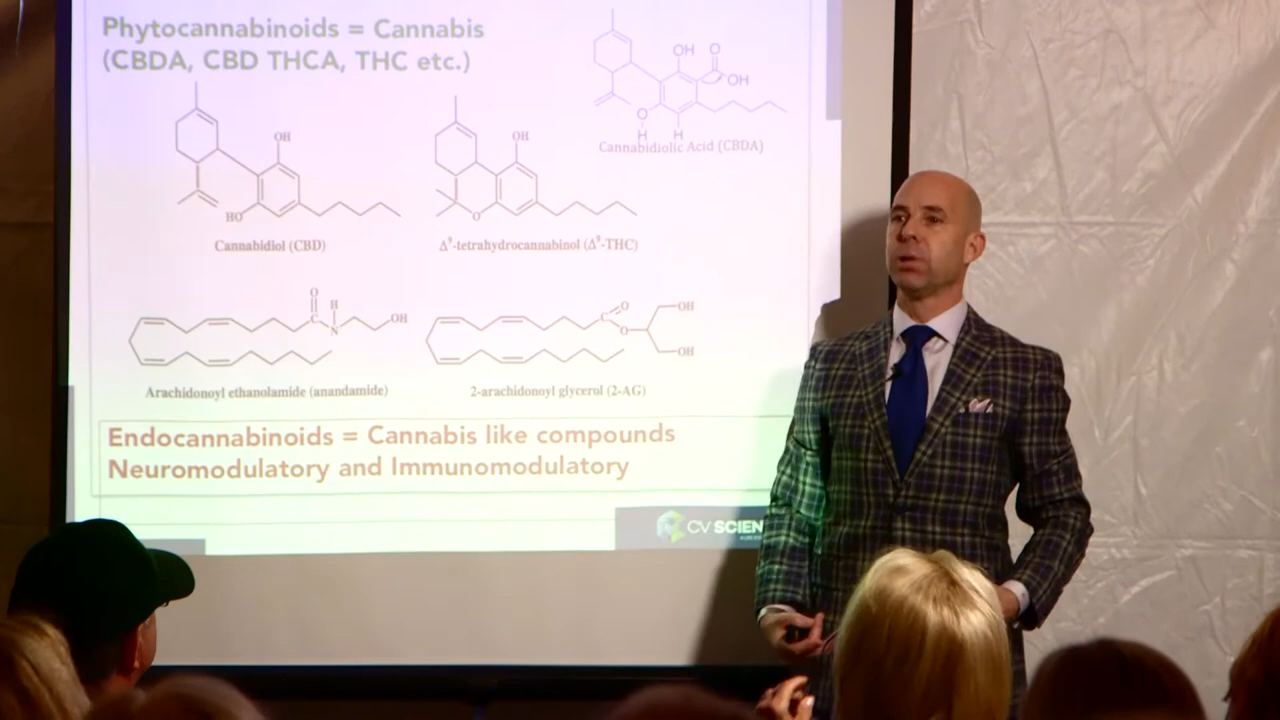 Phytocannabinoids = Cannabis
(CBDA, CBD THCA, THC etc.)
OH
O
OH
O
H
H
Cannabidiolic Acid (CBDA)
OH
HO
Cannabidiol (CBD)
OH
O
Δ⁹-tetrahydrocannabinol (Δ⁹-THC)
O
C
H
N
OH
Arachidonoyl ethanolamide (anandamide)
O
C
O
OH
OH
2-arachidonoyl glycerol (2-AG)
Endocannabinoids = Cannabis like compounds
Neuromodulatory and Immunomodulatory
CV SCIEN